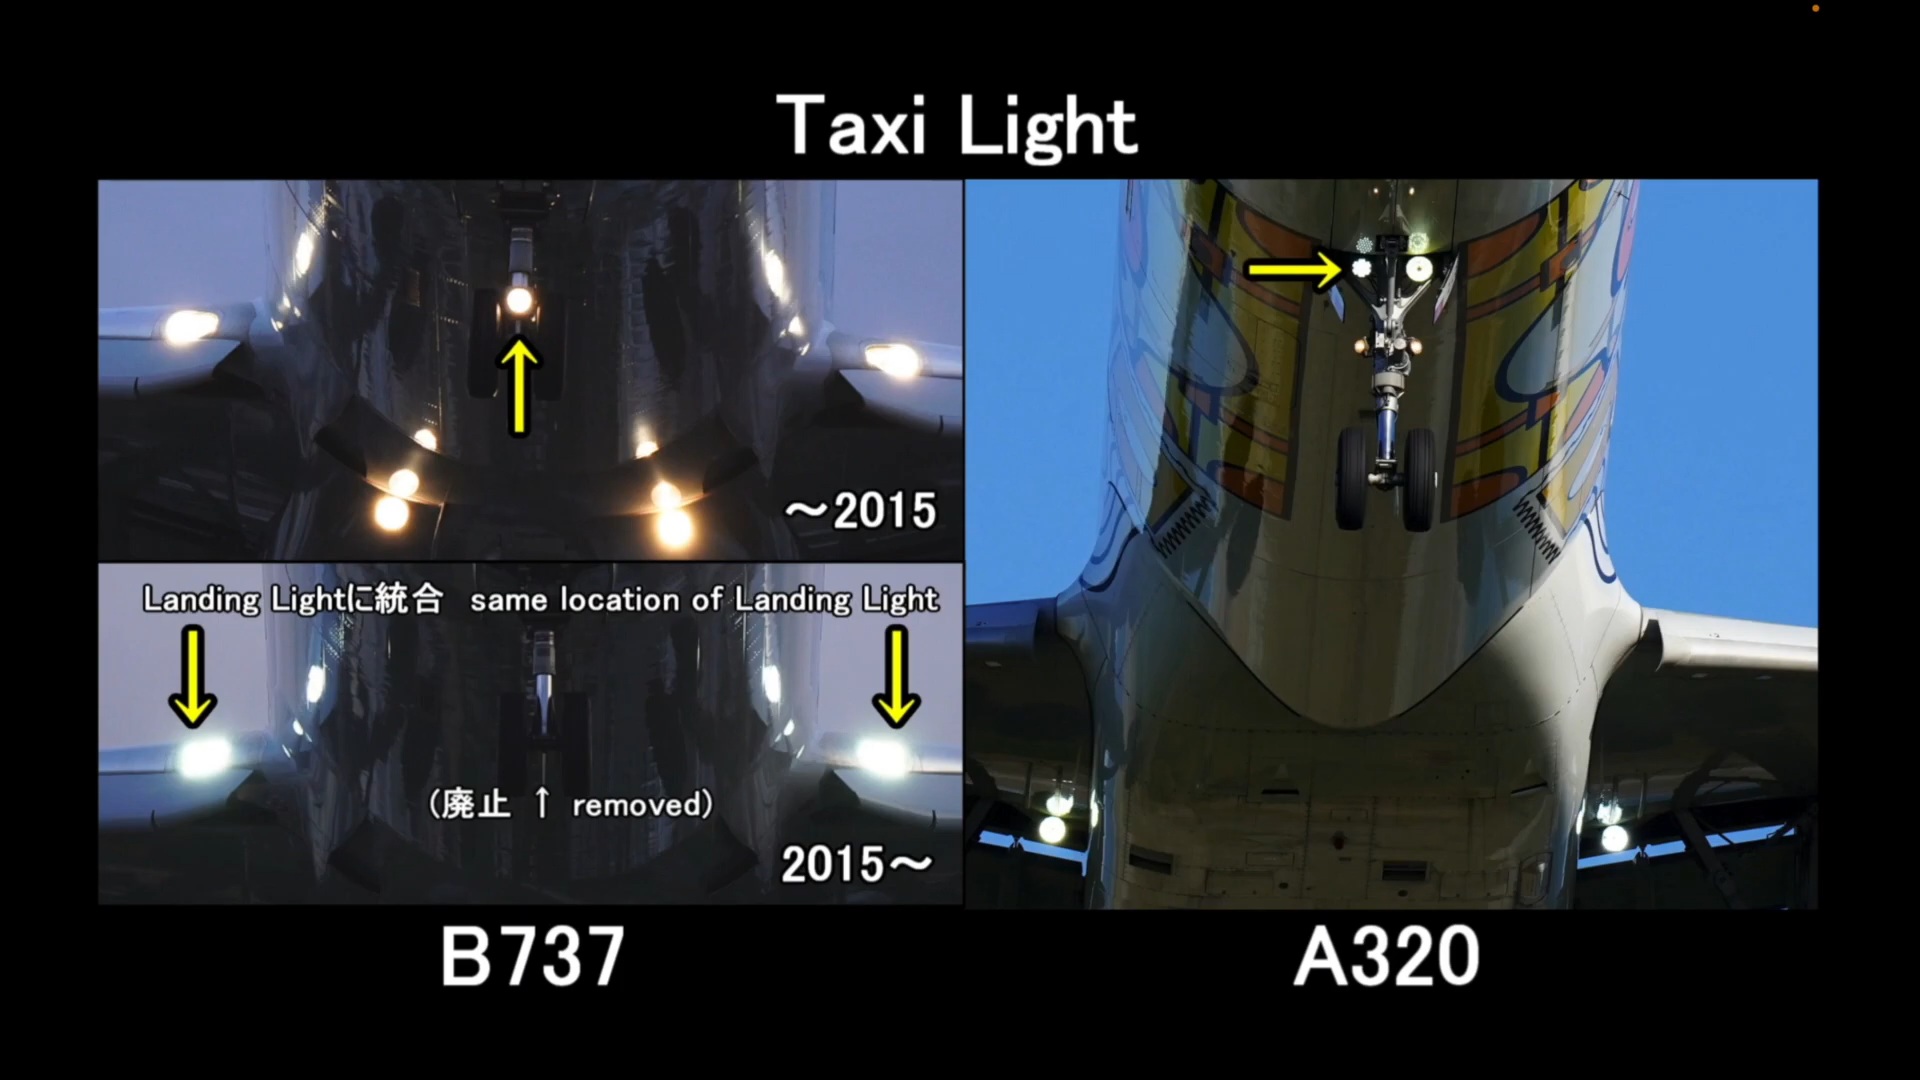 Taxi Light
～2015
Landing Lightに統合 same location of Landing Light
(廃止 ↑ removed)
2015～
B737
A320